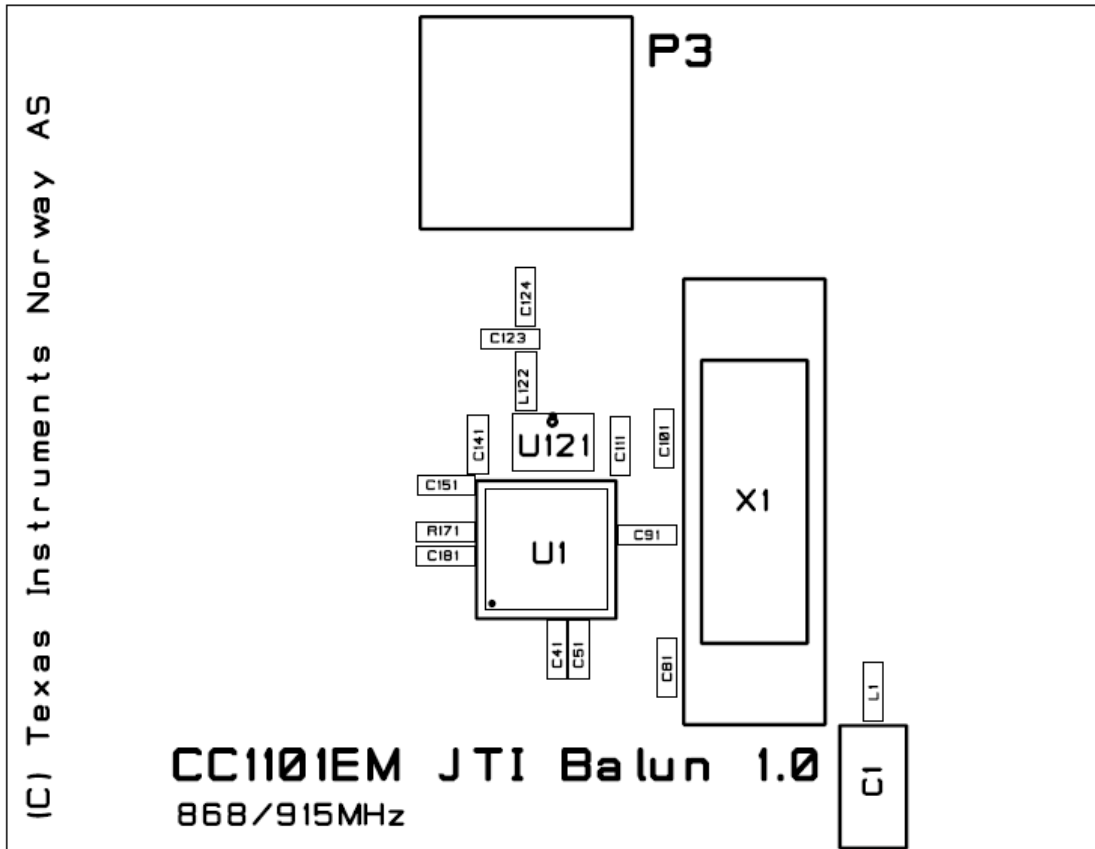 P3
(C) Texas Instruments Norway AS
C124
C123
L122
C141
U121
C111
C101
C151
X1
R171
C91
U1
C181
C41
C51
C81
L1
CC1101EM JTI Balun 1.0
C1
868/915MHz